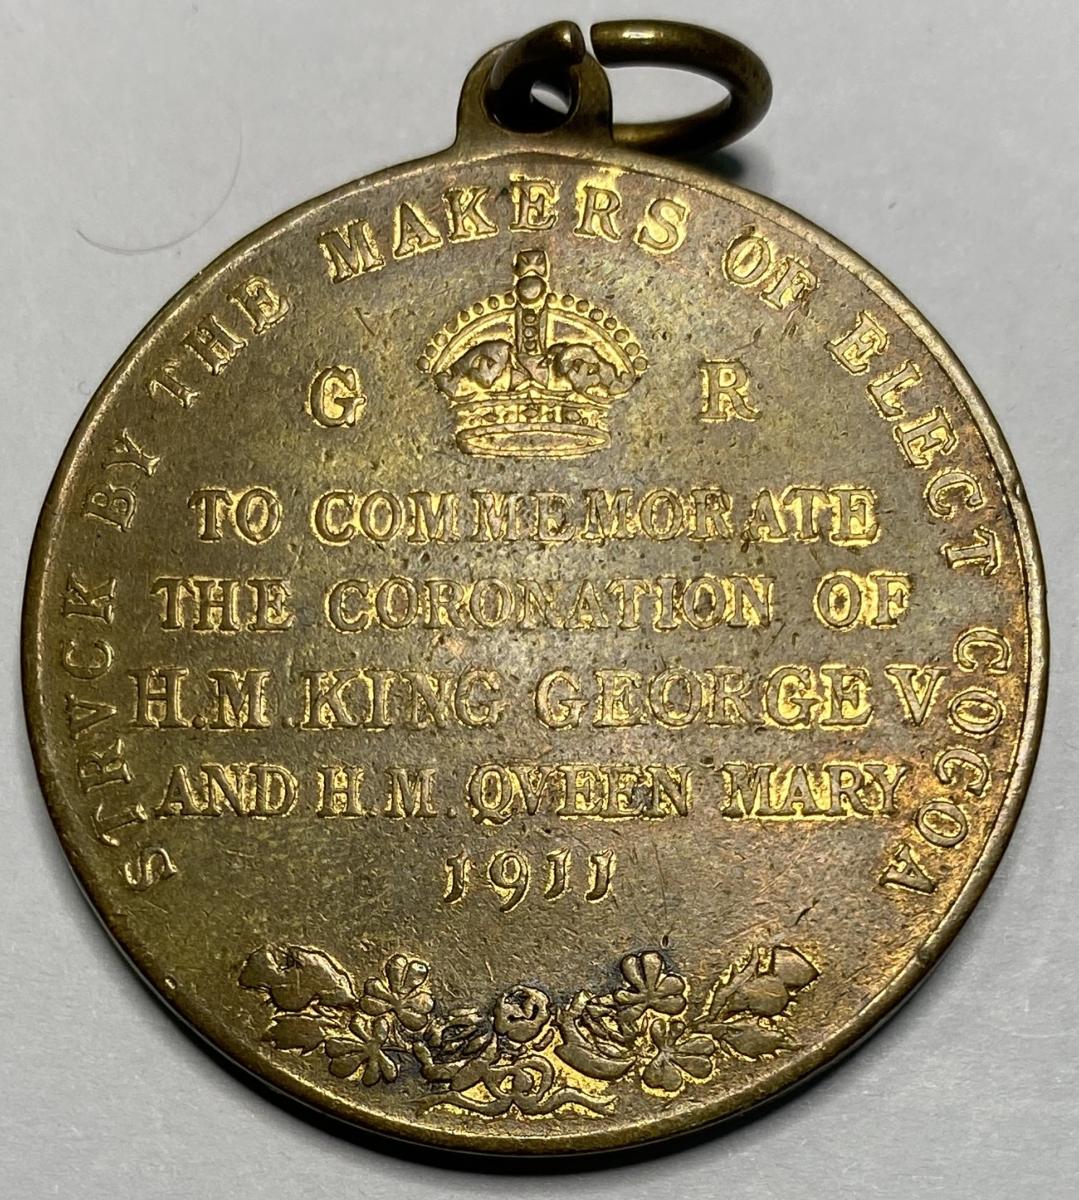 STRVCK BY THE MAKERS OF ELECT COCOA
G R
TO COMMEMORATE
THE CORONATION OF
H.M. KING GEORGE V
AND H.M. QVEEN MARY
1911